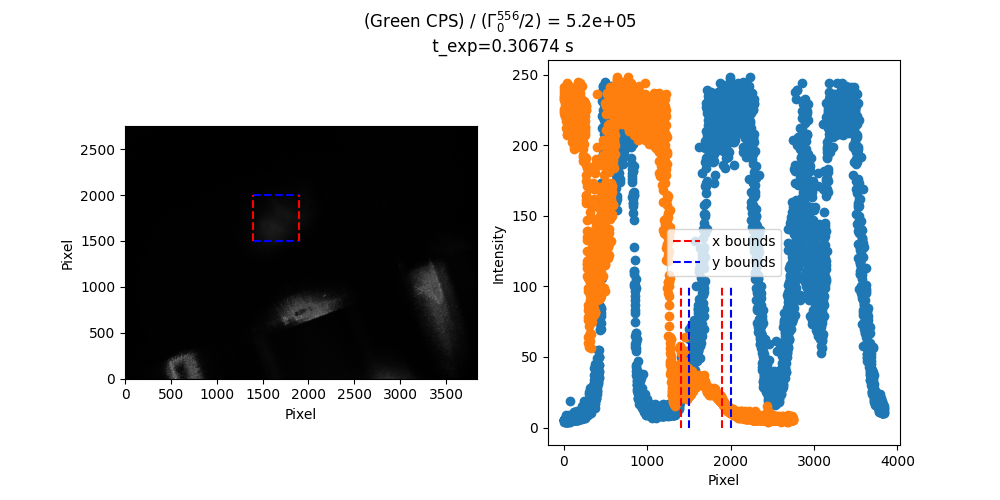 (Green CPS) / (Γ₀⁵⁵⁶/2) = 5.2e+05
t_exp=0.30674 s
2500
2000
1500
1000
500
0
Pixel
0 500 1000 1500 2000 2500 3000 3500
Pixel
250
200
150
100
50
0
Intensity
x bounds
y bounds
0 1000 2000 3000 4000
Pixel